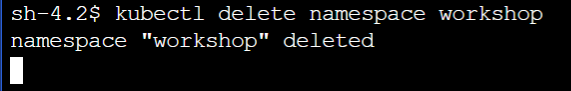 sh-4.2$ kubectl delete namespace workshop
namespace "workshop" deleted